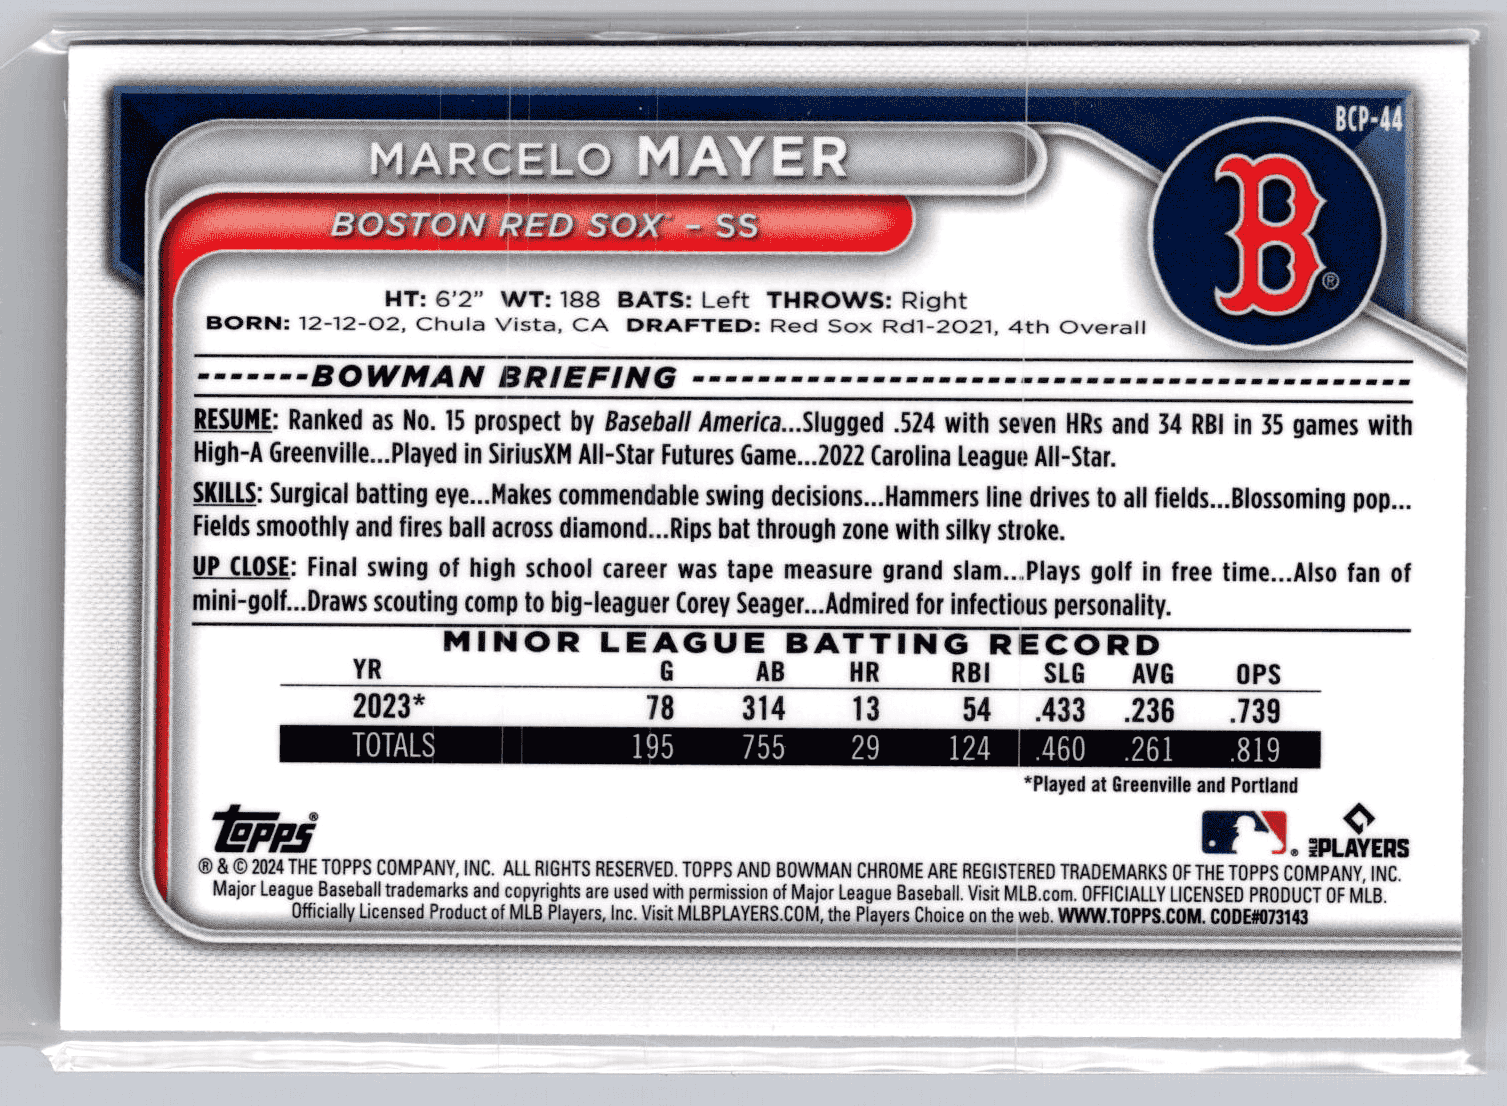 BCP-44
MARCELO MAYER
BOSTON RED SOX - SS
B
®
HT: 6'2" WT: 188 BATS: Left THROWS: Right
BORN: 12-12-02, Chula Vista, CA DRAFTED: Red Sox Rd1-2021, 4th Overall
-------BOWMAN BRIEFING --------------------------------------------
RESUME: Ranked as No. 15 prospect by Baseball America...Slugged .524 with seven HRs and 34 RBI in 35 games with
High-A Greenville...Played in SiriusXM All-Star Futures Game...2022 Carolina League All-Star.
SKILLS: Surgical batting eye...Makes commendable swing decisions...Hammers line drives to all fields...Blossoming pop...
Fields smoothly and fires ball across diamond...Rips bat through zone with silky stroke.
UP CLOSE: Final swing of high school career was tape measure grand slam...Plays golf in free time...Also fan of
mini-golf...Draws scouting comp to big-leaguer Corey Seager...Admired for infectious personality.
MINOR LEAGUE BATTING RECORD
YR G AB HR RBI SLG AVG OPS
2023* 78 314 13 54 .433 .236 .739
TOTALS 195 755 29 124 .460 .261 .819
*Played at Greenville and Portland
Topps®
® MLB PLAYERS
® & © 2024 THE TOPPS COMPANY, INC. ALL RIGHTS RESERVED. TOPPS AND BOWMAN CHROME ARE REGISTERED TRADEMARKS OF THE TOPPS COMPANY, INC.
Major League Baseball trademarks and copyrights are used with permission of Major League Baseball. Visit MLB.com. OFFICIALLY LICENSED PRODUCT OF MLB.
Officially Licensed Product of MLB Players, Inc. Visit MLBPLAYERS.COM, the Players Choice on the web. WWW.TOPPS.COM. CODE#073143